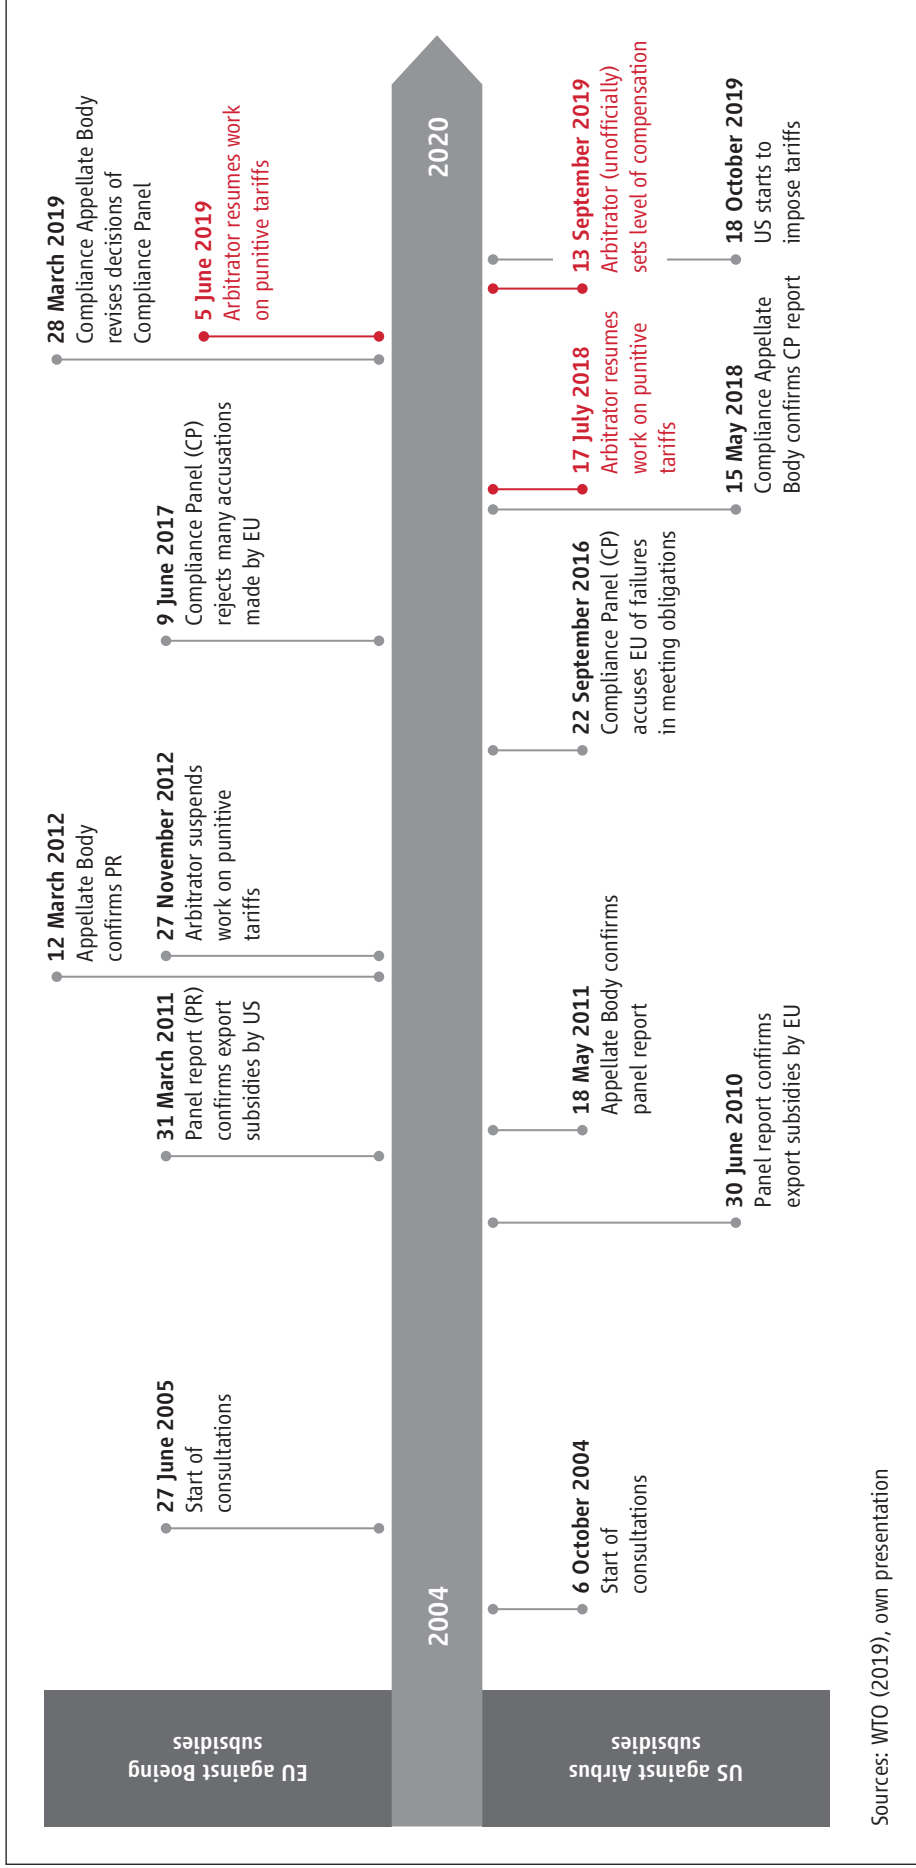 EU against Boeing
subsidies
27 June 2005
Start of
consultations
31 March 2011
Panel report (PR)
confirms export
subsidies by US
12 March 2012
Appellate Body
confirms PR
27 November 2012
Arbitrator suspends
work on punitive
tariffs
9 June 2017
Compliance Panel (CP)
rejects many accusations
made by EU
28 March 2019
Compliance Appellate Body
revises decisions of
Compliance Panel
5 June 2019
Arbitrator resumes work
on punitive tariffs
2004
2020
US against Airbus
subsidies
6 October 2004
Start of
consultations
30 June 2010
Panel report confirms
export subsidies by EU
18 May 2011
Appellate Body confirms
panel report
22 September 2016
Compliance Panel (CP)
accuses EU of failures
in meeting obligations
15 May 2018
Compliance Appellate
Body confirms CP report
17 July 2018
Arbitrator resumes
work on punitive
tariffs
13 September 2019
Arbitrator (unofficially)
sets level of compensation
18 October 2019
US starts to
impose tariffs
Sources: WTO (2019), own presentation